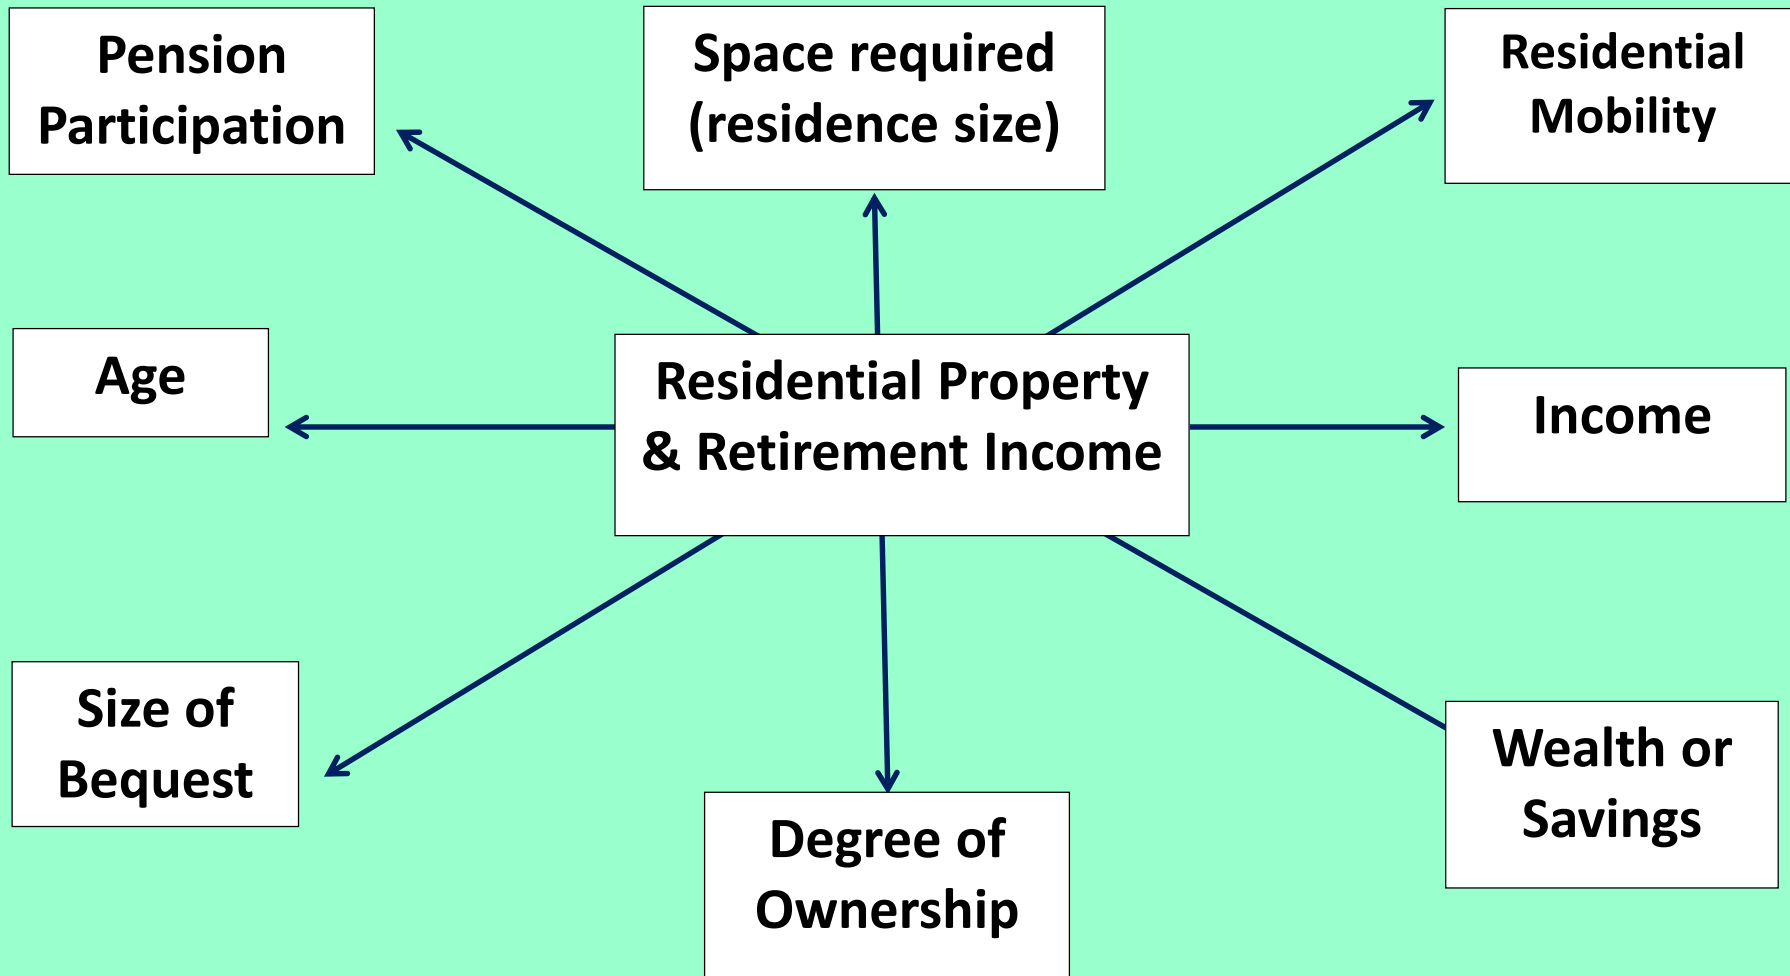 Pension
Participation
Space required
(residence size)
Residential
Mobility
Age
Residential Property
& Retirement Income
Income
Size of
Bequest
Degree of
Ownership
Wealth or
Savings